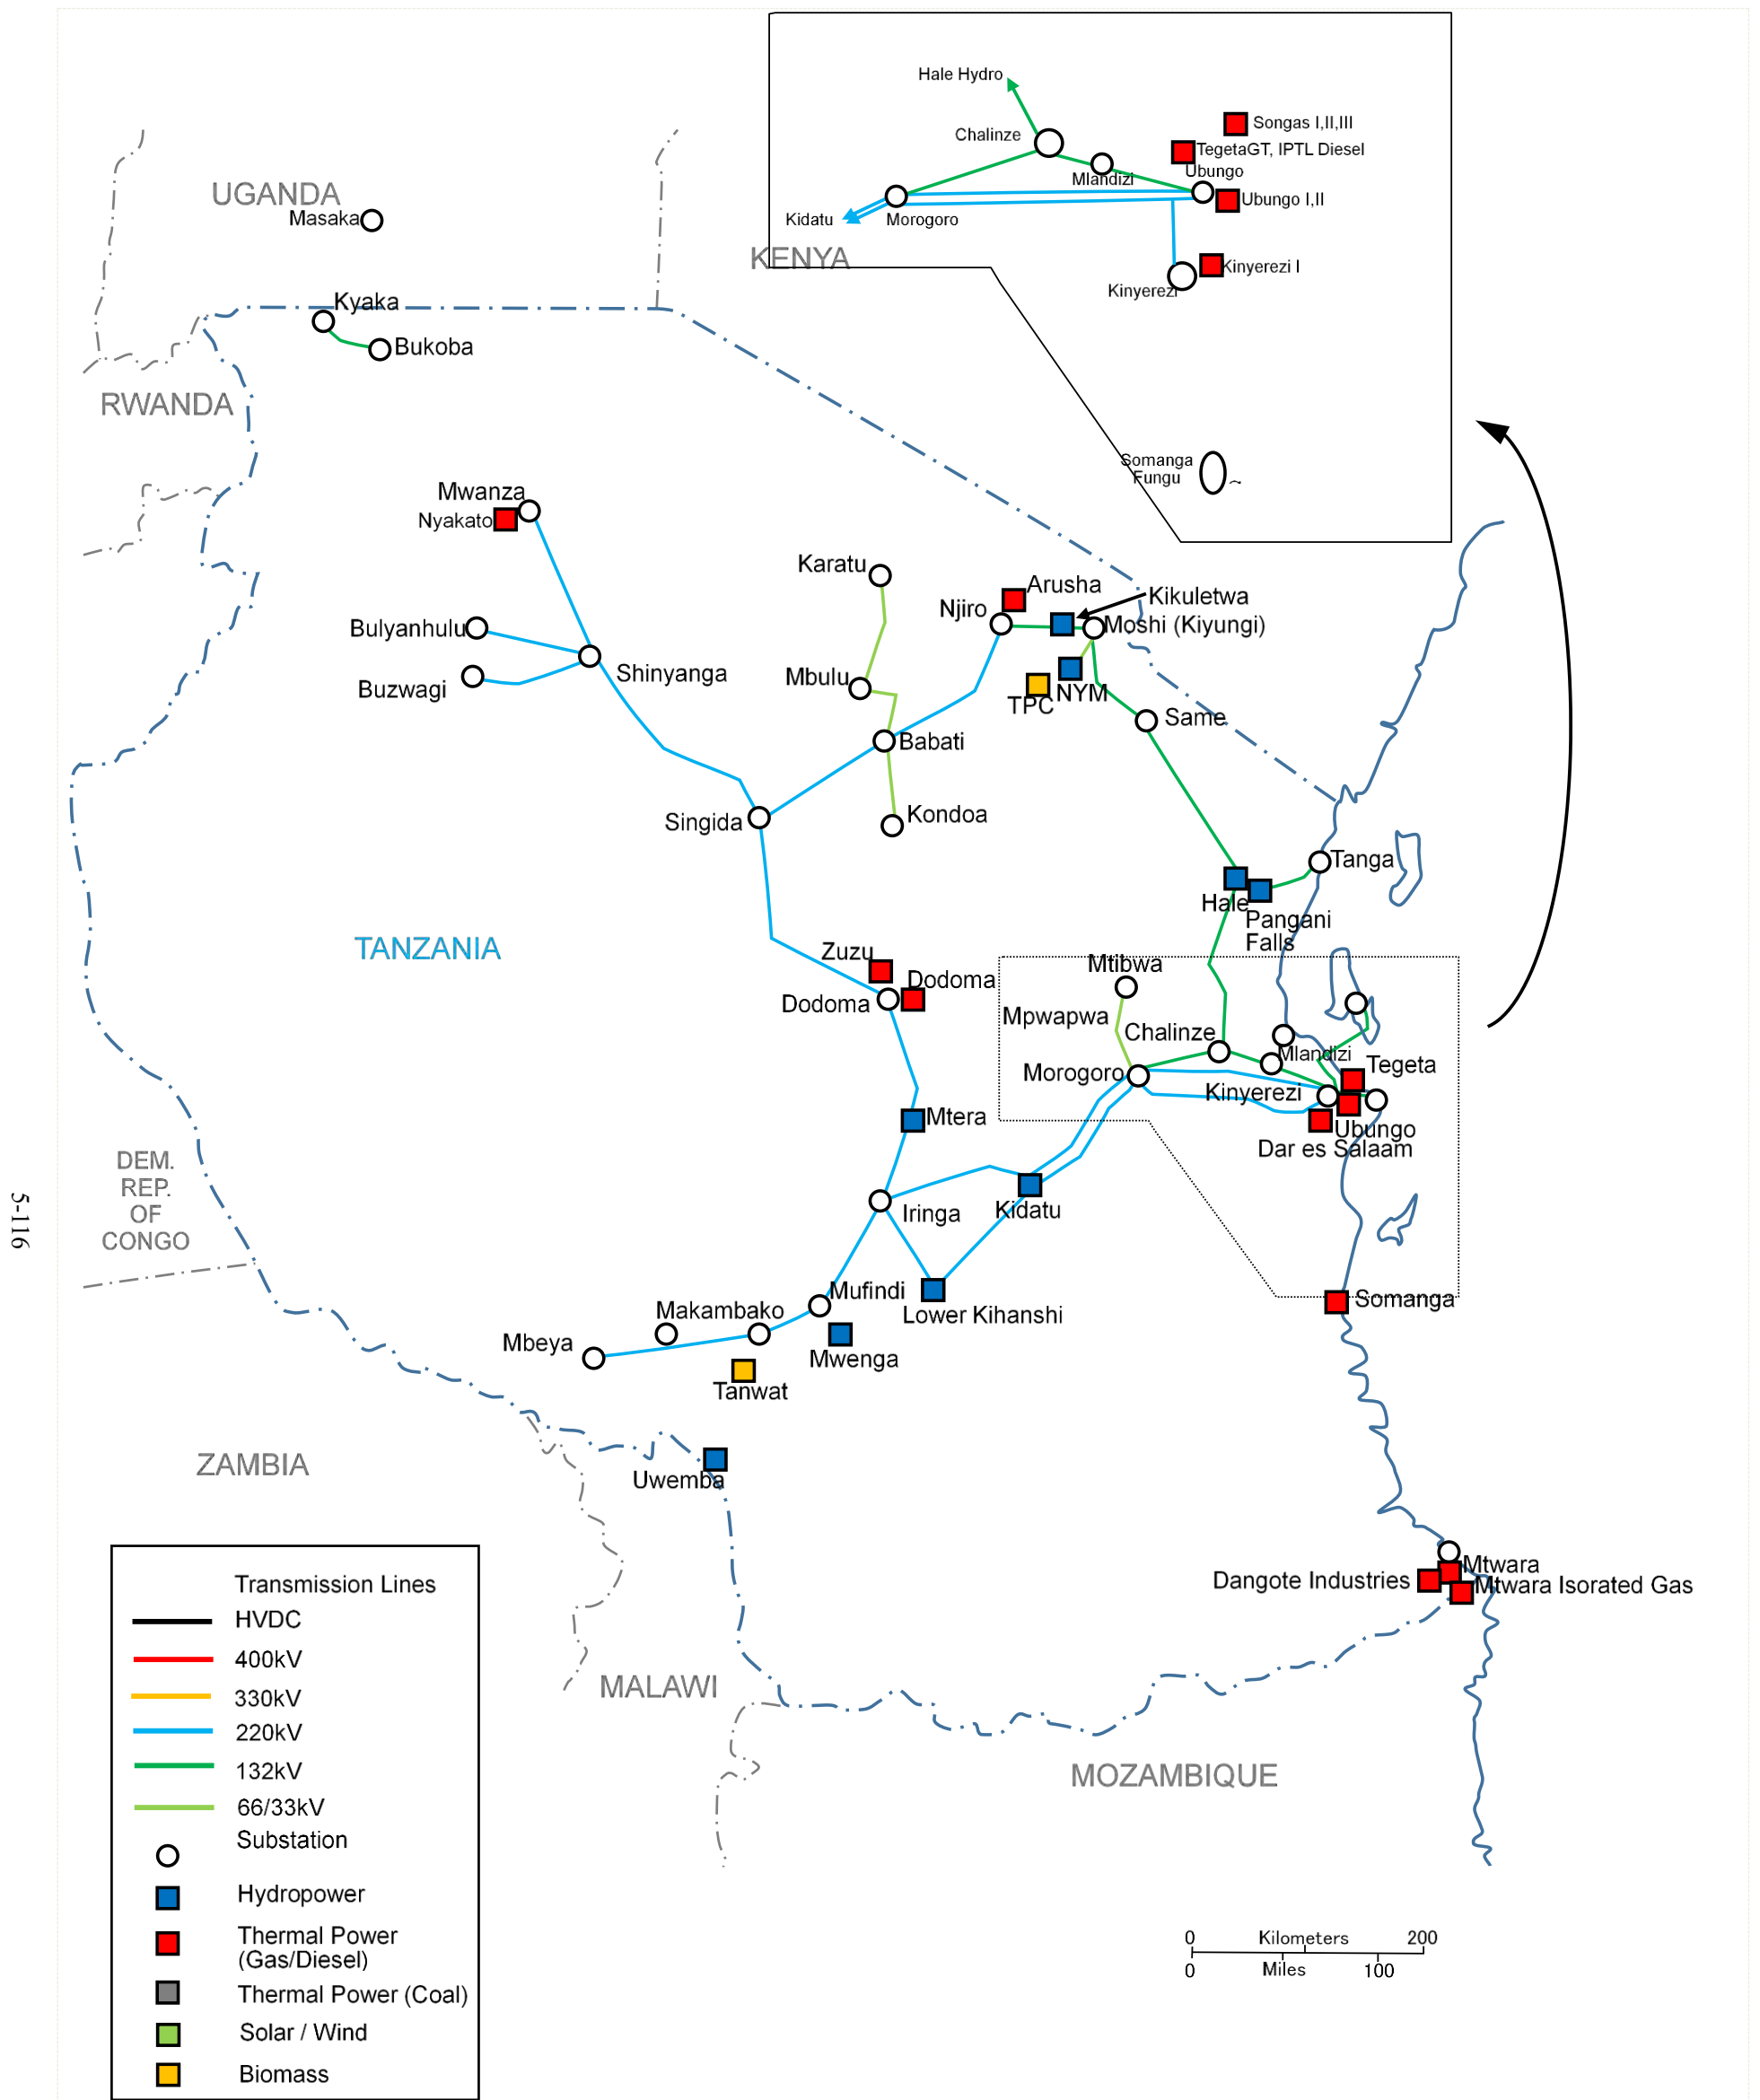 Hale Hydro
Songas I,II,III
Chalinze
TegetaGT, IPTL Diesel
Mlandizi
Ubungo
Ubungo I,II
Kidatu
Morogoro
Kinyerezi I
Kinyerezi
Somanga
Fungu
~
UGANDA
Masaka
KENYA
Kyaka
Bukoba
RWANDA
Mwanza
Nyakato
Karatu
Arusha
Kikuletwa
Njiro
Moshi (Kiyungi)
Bulyanhulu
Shinyanga
Buzwagi
Mbulu
NYM
TPC
Same
Babati
Singida
Kondoa
Tanga
Hale
Pangani
Falls
TANZANIA
Zuzu
Dodoma
Dodoma
Mtibwa
Mpwapwa
Chalinze
Mlandizi
Tegeta
Morogoro
Kinyerezi
Mtera
Ubungo
Dar es Salaam
DEM.
REP.
OF
CONGO
5-116
Iringa
Kidatu
Mufindi
Lower Kihanshi
Somanga
Makambako
Mbeya
Mwenga
Tanwat
ZAMBIA
Uwemba
Mtwara
Dangote Industries
Mtwara Isorated Gas
MALAWI
MOZAMBIQUE
Transmission Lines
HVDC
400kV
330kV
220kV
132kV
66/33kV
Substation
Hydropower
Thermal Power
(Gas/Diesel)
Thermal Power (Coal)
Solar / Wind
Biomass
0 Kilometers 200
0 Miles 100